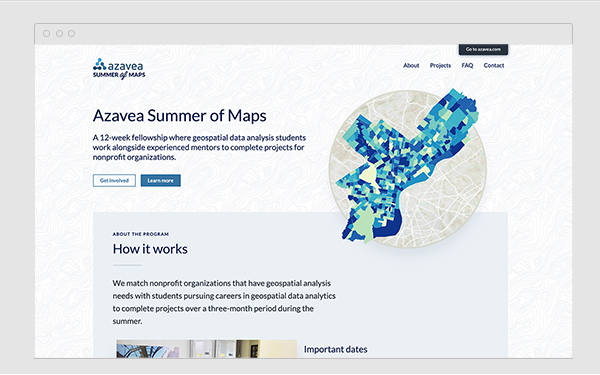 Go to azavea.com
azavea
SUMMER of MAPS
About Projects FAQ Contact
Azavea Summer of Maps
A 12-week fellowship where geospatial data analysis students
work alongside experienced mentors to complete projects for
nonprofit organizations.
Get involved Learn more
ABOUT THE PROGRAM
How it works
We match nonprofit organizations that have geospatial analysis
needs with students pursuing careers in geospatial data analytics
to complete projects over a three-month period during the
summer.
Important dates